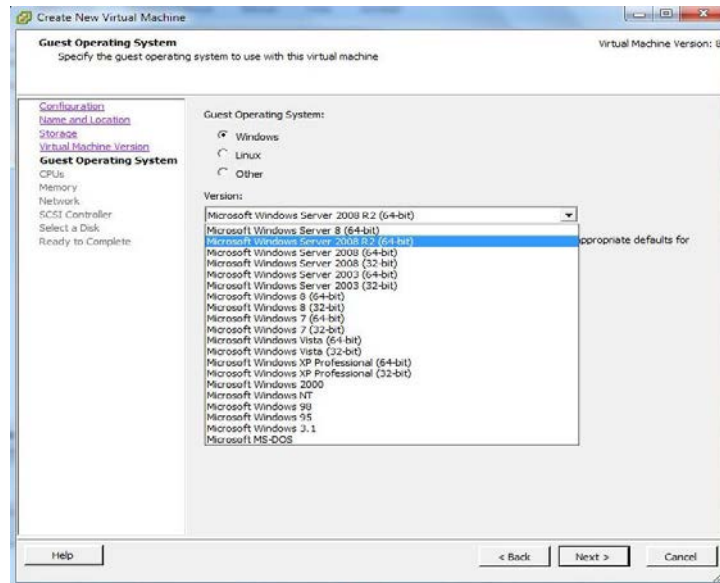 Create New Virtual Machine
Guest Operating System
Specify the guest operating system to use with this virtual machine
Virtual Machine Version: 8
Configuration
Name and Location
Storage
Virtual Machine Version
Guest Operating System
CPUs
Memory
Network
SCSI Controller
Select a Disk
Ready to Complete
Guest Operating System:
Windows
Linux
Other
Version:
Microsoft Windows Server 2008 R2 (64-bit)
Microsoft Windows Server 8 (64-bit)
Microsoft Windows Server 2008 R2 (64-bit)
appropriate defaults for
Microsoft Windows Server 2008 (64-bit)
Microsoft Windows Server 2008 (32-bit)
Microsoft Windows Server 2003 (64-bit)
Microsoft Windows Server 2003 (32-bit)
Microsoft Windows 8 (64-bit)
Microsoft Windows 8 (32-bit)
Microsoft Windows 7 (64-bit)
Microsoft Windows 7 (32-bit)
Microsoft Windows Vista (64-bit)
Microsoft Windows Vista (32-bit)
Microsoft Windows XP Professional (64-bit)
Microsoft Windows XP Professional (32-bit)
Microsoft Windows 2000
Microsoft Windows NT
Microsoft Windows 98
Microsoft Windows 95
Microsoft Windows 3.1
Microsoft MS-DOS
Help
< Back
Next >
Cancel